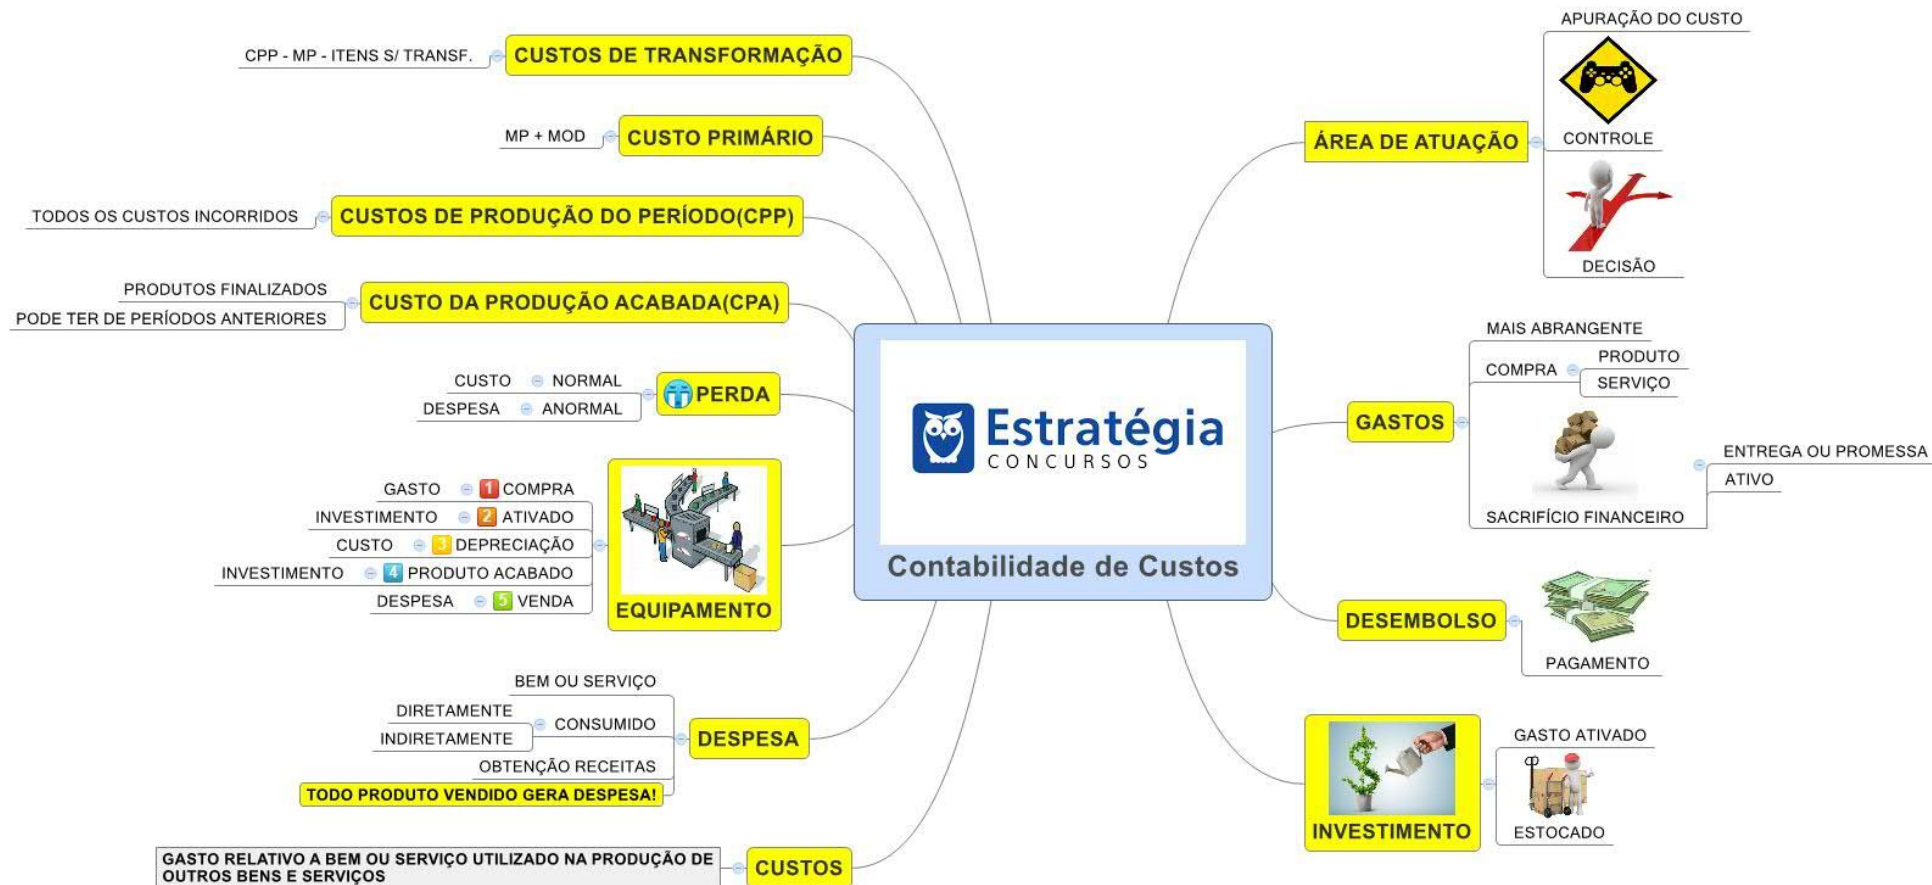 CUSTOS DE TRANSFORMAÇÃO
CPP - MP - ITENS S/ TRANSF.
CUSTO PRIMÁRIO
MP + MOD
CUSTOS DE PRODUÇÃO DO PERÍODO(CPP)
TODOS OS CUSTOS INCORRIDOS
CUSTO DA PRODUÇÃO ACABADA(CPA)
PRODUTOS FINALIZADOS
PODE TER DE PERÍODOS ANTERIORES
PERDA
NORMAL
CUSTO
ANORMAL
DESPESA
EQUIPAMENTO
1 COMPRA
GASTO
2 ATIVADO
INVESTIMENTO
3 DEPRECIAÇÃO
CUSTO
4 PRODUTO ACABADO
INVESTIMENTO
5 VENDA
DESPESA
DESPESA
BEM OU SERVIÇO
CONSUMIDO
DIRETAMENTE
INDIRETAMENTE
OBTENÇÃO RECEITAS
TODO PRODUTO VENDIDO GERA DESPESA!
CUSTOS
GASTO RELATIVO A BEM OU SERVIÇO UTILIZADO NA PRODUÇÃO DE
OUTROS BENS E SERVIÇOS
Estratégia
CONCURSOS
Contabilidade de Custos
ÁREA DE ATUAÇÃO
APURAÇÃO DO CUSTO
CONTROLE
DECISÃO
GASTOS
MAIS ABRANGENTE
COMPRA
PRODUTO
SERVIÇO
SACRIFÍCIO FINANCEIRO
ENTREGA OU PROMESSA
ATIVO
DESEMBOLSO
PAGAMENTO
INVESTIMENTO
GASTO ATIVADO
ESTOCADO